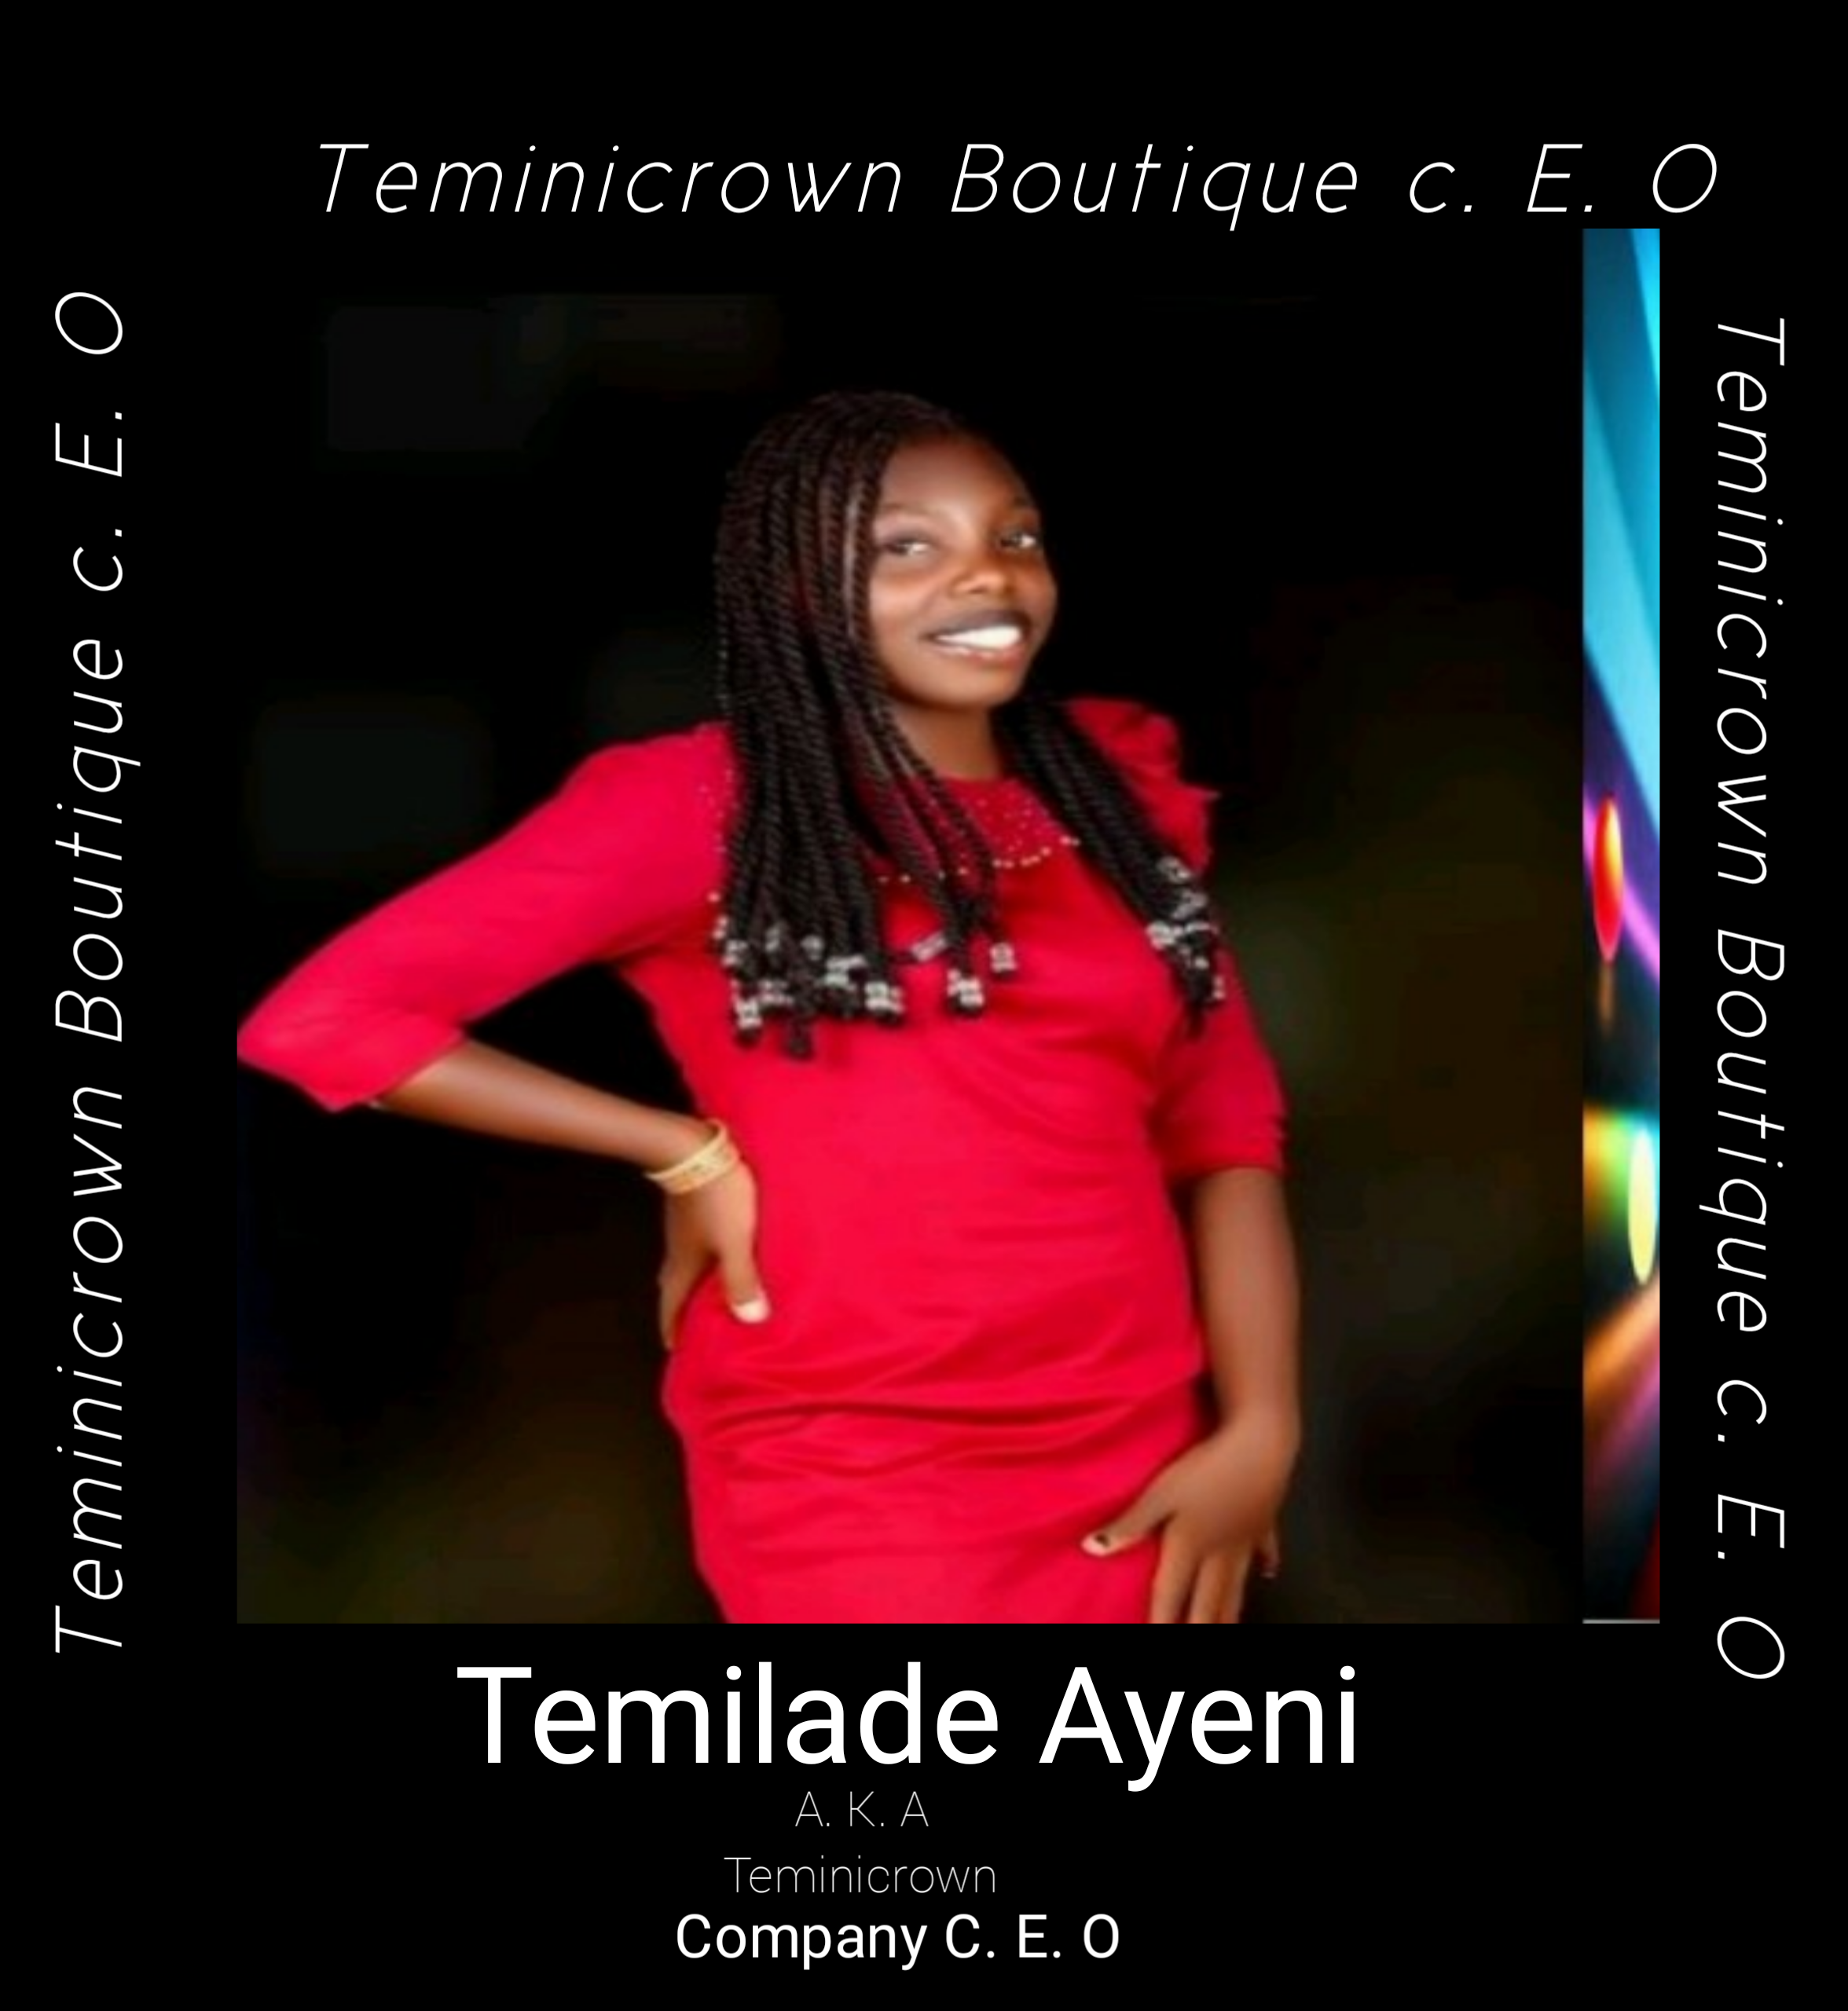 Teminicrown Boutique c. E. O
Teminicrown Boutique c. E. O
Teminicrown Boutique c. E. O
Temilade Ayeni
A. K. A
Teminicrown
Company C. E. O